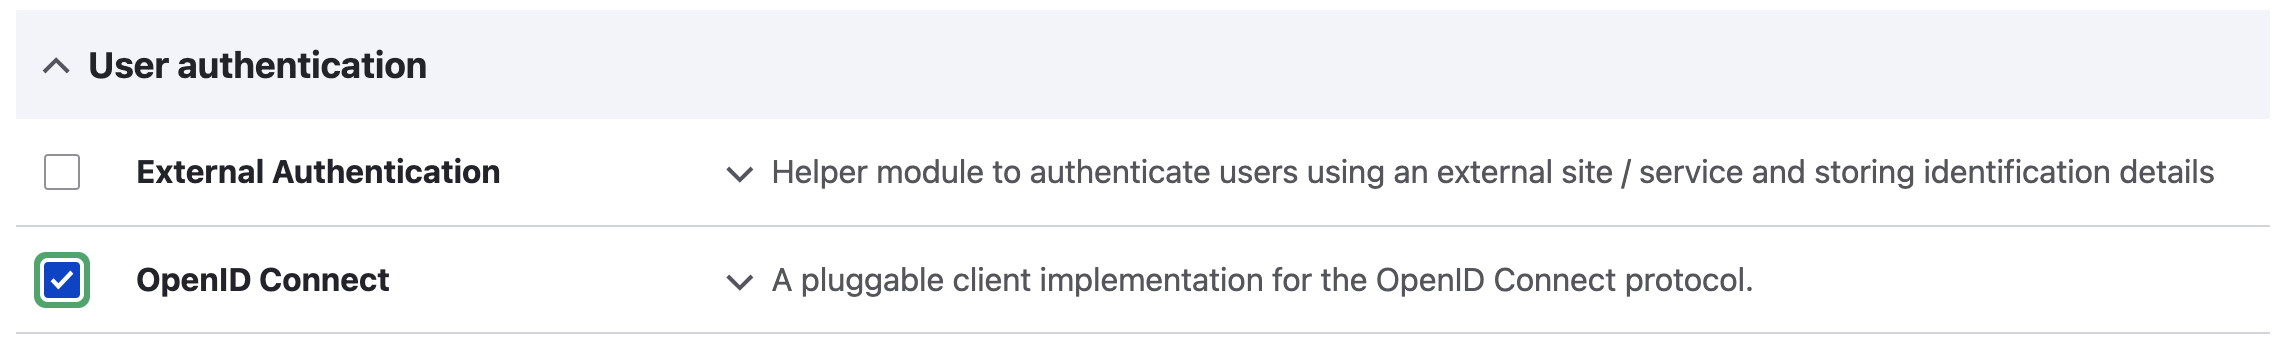 User authentication
External Authentication
Helper module to authenticate users using an external site / service and storing identification details
OpenID Connect
A pluggable client implementation for the OpenID Connect protocol.